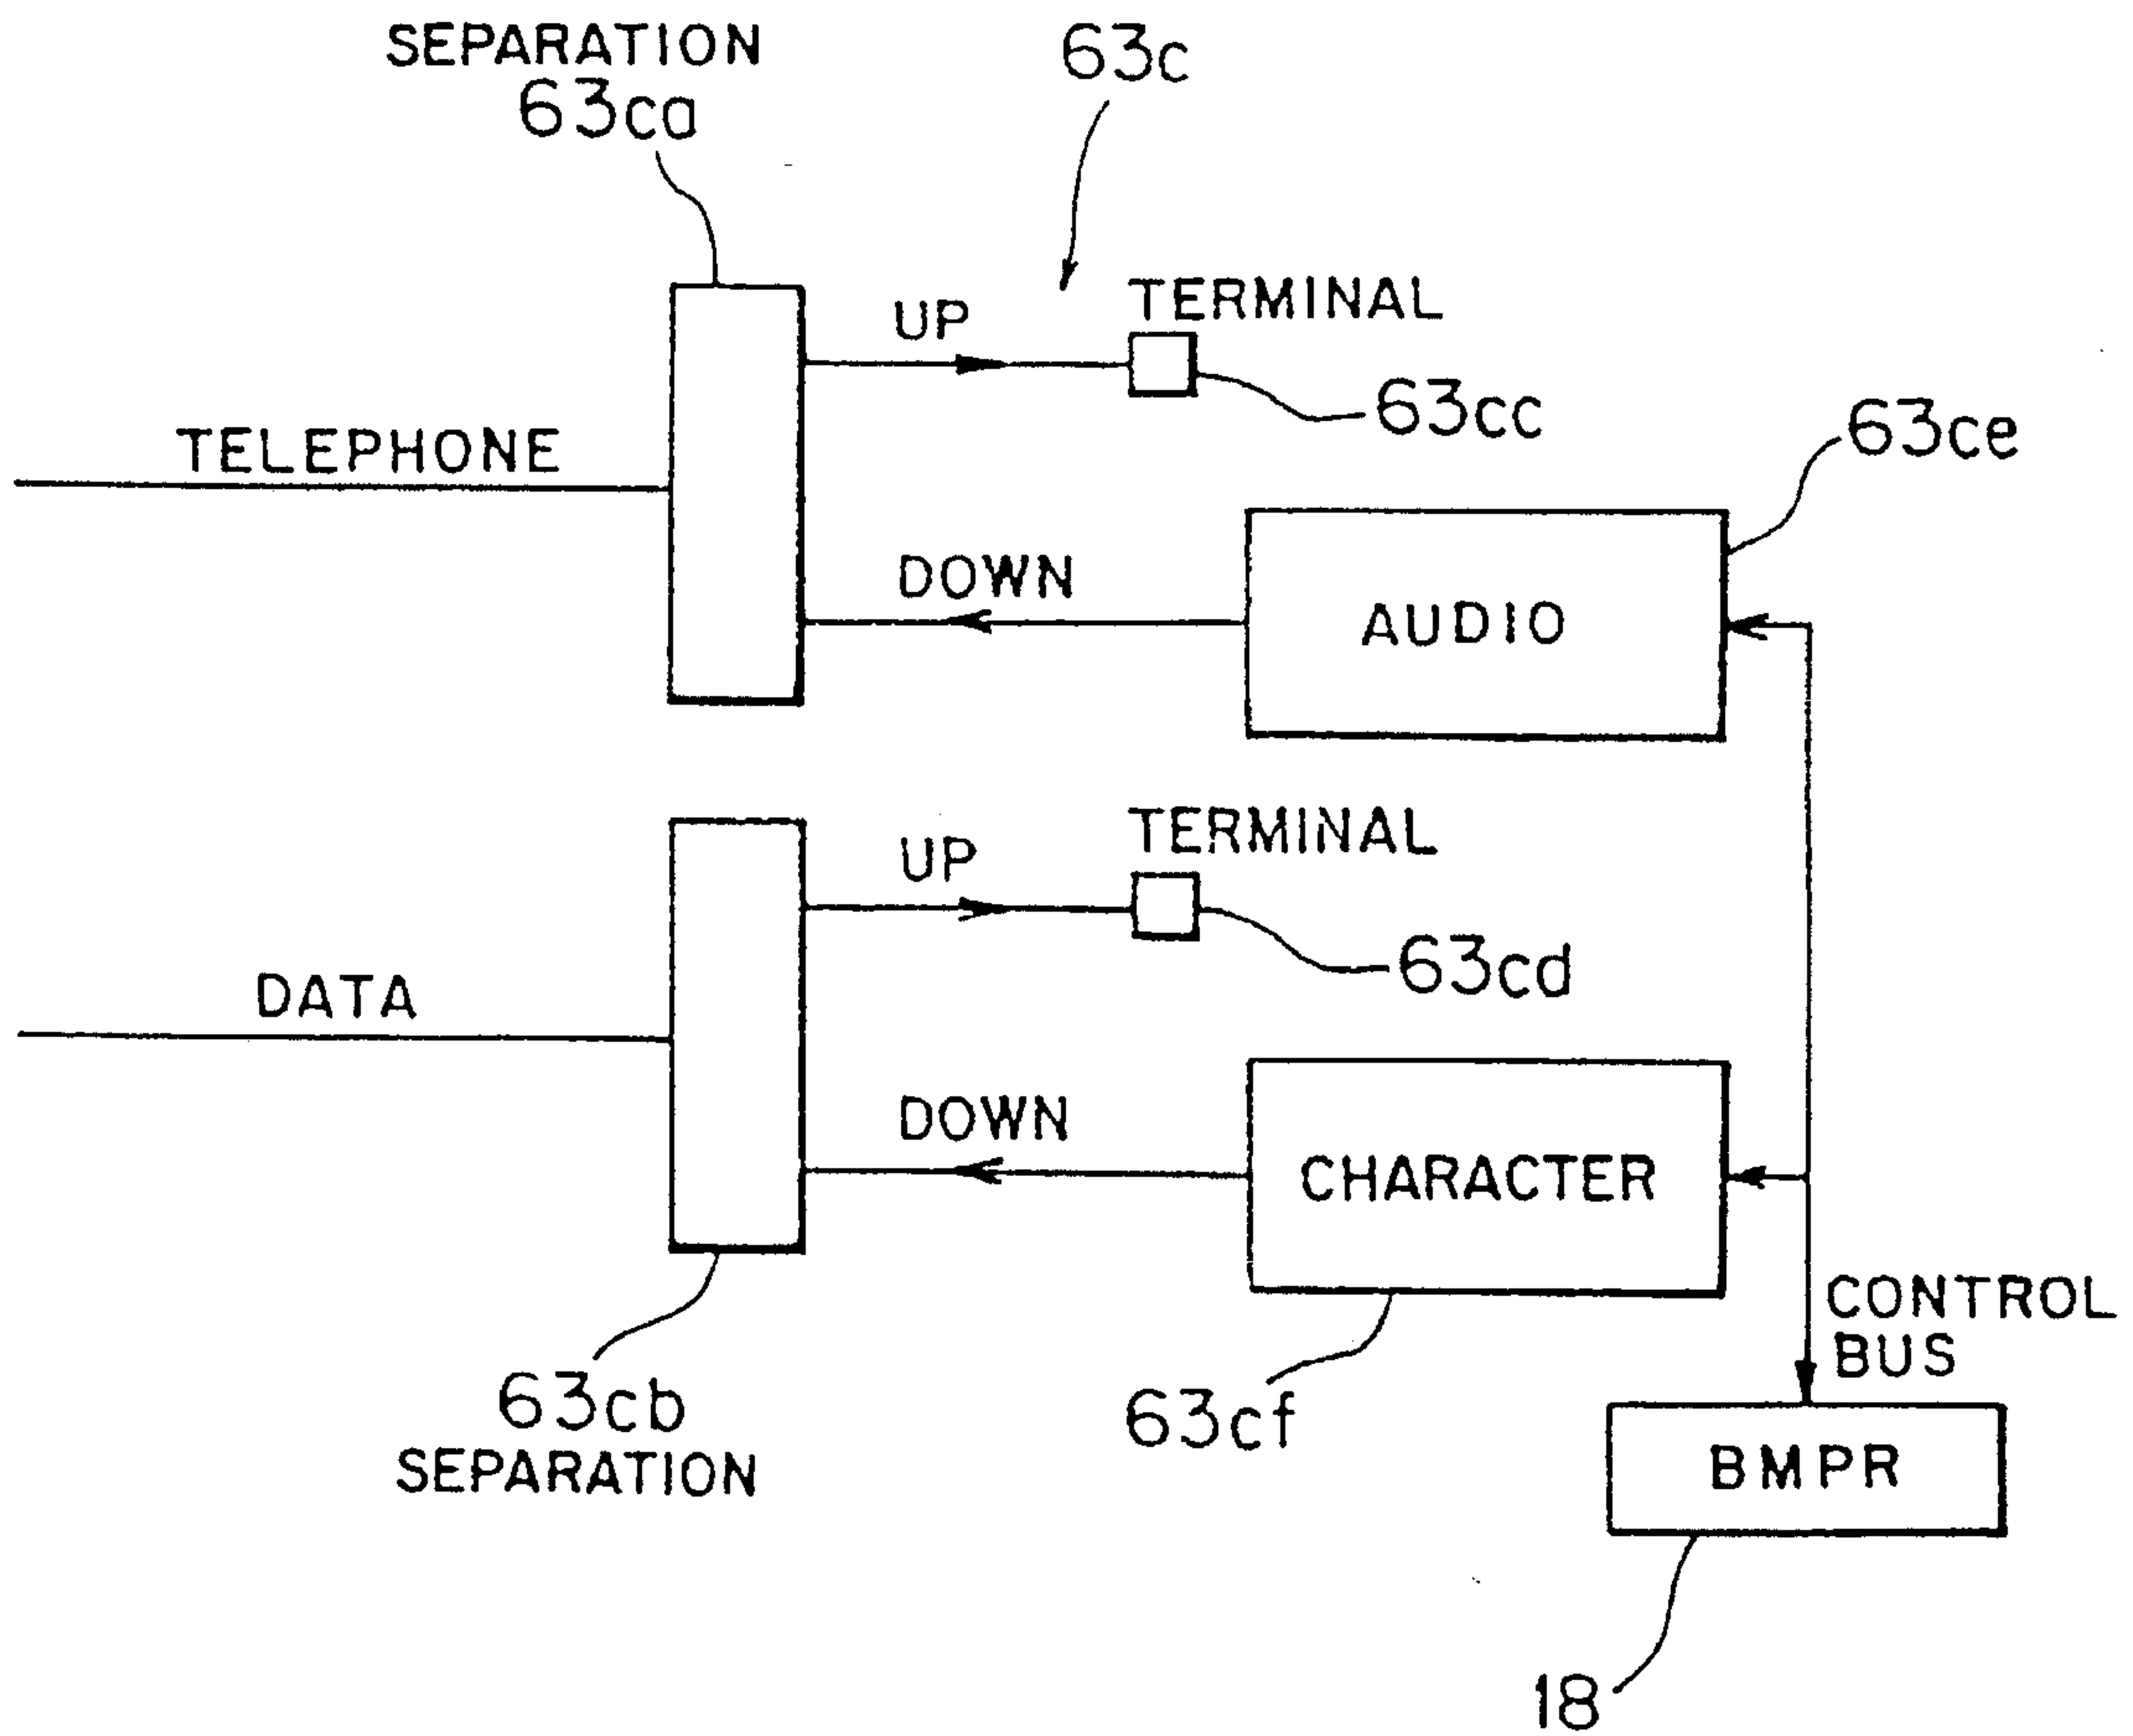 SEPARATION
63ca
63c
UP
TERMINAL
63cc
TELEPHONE
63ce
DOWN
AUDIO
UP
TERMINAL
63cd
DATA
DOWN
CHARACTER
CONTROL
BUS
63cb
SEPARATION
63cf
BMPR
18